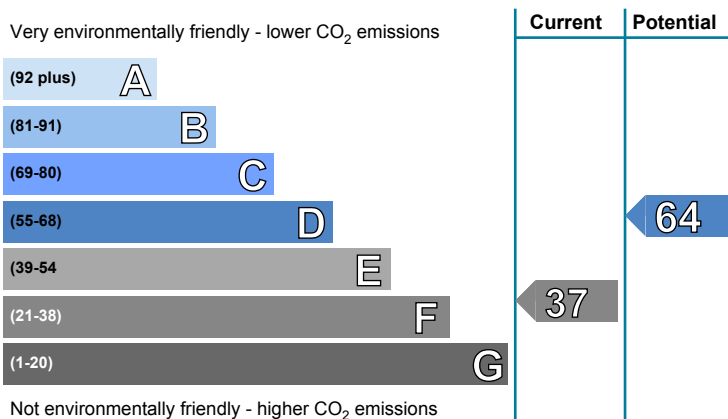 Current Potential
Very environmentally friendly - lower CO2 emissions
(92 plus) A
(81-91) B
(69-80) C
(55-68) D
64
(39-54 E
(21-38) F
37
(1-20) G
Not environmentally friendly - higher CO2 emissions